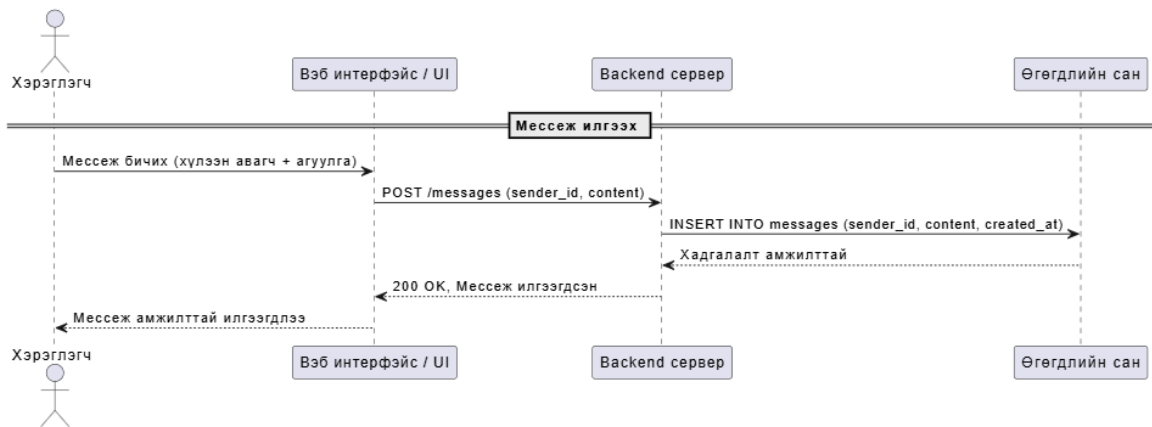 Хэрэглэгч
Вэб интерфэйс / UI
Backend сервер
Өгөгдлийн сан
Мессеж илгээх
Мессеж бичих (хүлээн авагч + агуулга)
POST /messages (sender_id, content)
INSERT INTO messages (sender_id, content, created_at)
Хадгалалт амжилттай
200 OK, Мессеж илгээгдсэн
Мессеж амжилттай илгээгдлээ
Хэрэглэгч
Вэб интерфэйс / UI
Backend сервер
Өгөгдлийн сан